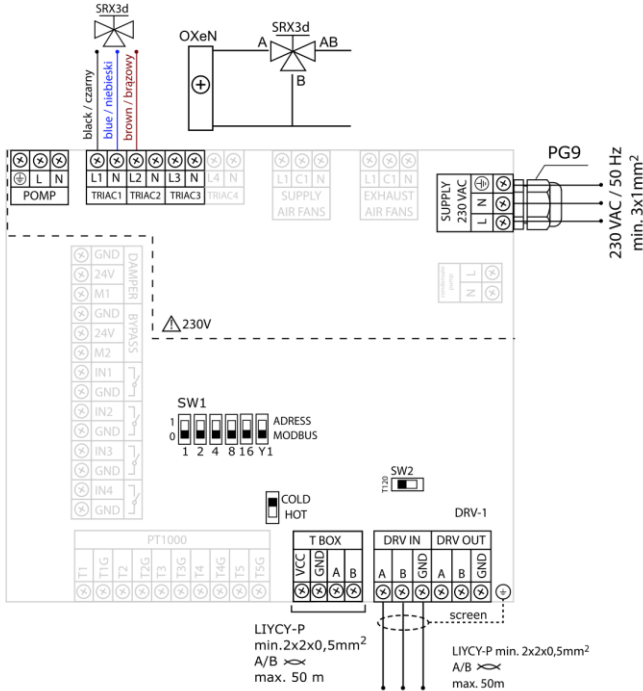 SRX3d
black / czarny
blue / niebieski
brown / brązowy
OXeN
SRX3d
A
AB
B
L N
POMP
L1 N L2 N L3 N L4 N
TRIAC1 TRIAC2 TRIAC3 TRIAC4
L1 C1 N
SUPPLY
AIR FANS
L1 C1 N
EXHAUST
AIR FANS
SUPPLY
230 VAC
N
L
PG9
230 VAC / 50 Hz
min. 3x1mm²
condensate
pump
N L
GND
24V
M1
DAMPER
GND
24V
M2
BYPASS
IN1
GND
IN2
GND
IN3
GND
IN4
GND
230V
SW1
1
0
ADRESS
MODBUS
1 2 4 8 16 Y1
SW2
T120
COLD
HOT
DRV-1
PT1000
T1 T1G T2 T2G T3 T3G T4 T4G T5 T5G
T BOX
VCC GND A B
DRV IN
A B GND
DRV OUT
A B GND
screen
LIYCY-P
min.2x2x0,5mm²
A/B
max. 50 m
LIYCY-P min. 2x2x0,5mm²
A/B
max. 50m